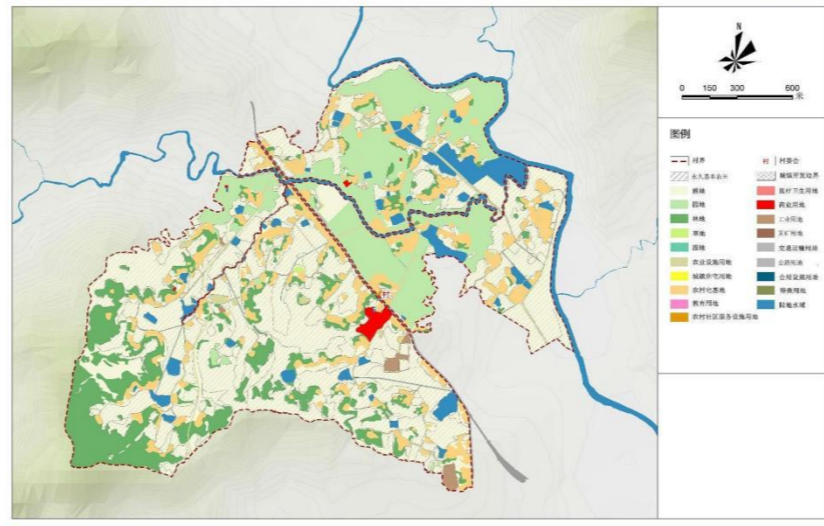 N
0 150 300 600
米
图例
村界
村 村委会
永久基本农田
城镇开发边界
耕地
医疗卫生用地
园地
商业用地
林地
工业用地
草地
采矿用地
湿地
交通运输用地
农业设施用地
公路用地
城镇住宅用地
公用设施用地
农村宅基地
特殊用地
教育用地
陆地水域
农村社区服务设施用地